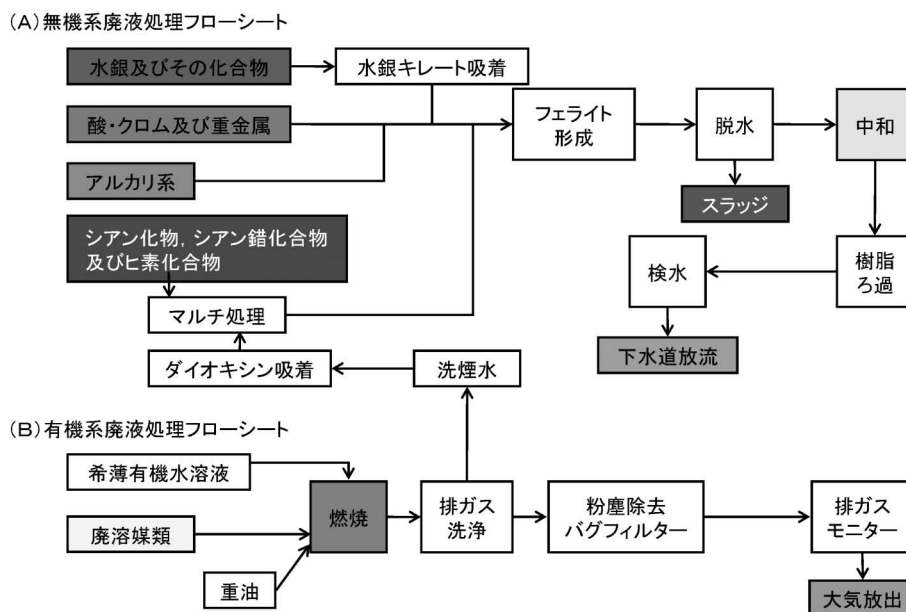 (A)無機系廃液処理フローシート
水銀及びその化合物
水銀キレート吸着
酸・クロム及び重金属
フェライト
形成
脱水
中和
アルカリ系
スラッジ
シアン化物，シアン錯化合物
及びヒ素化合物
検水
樹脂
ろ過
マルチ処理
ダイオキシン吸着
洗煙水
下水道放流
(B)有機系廃液処理フローシート
希薄有機水溶液
燃焼
排ガス
洗浄
粉塵除去
バグフィルター
排ガス
モニター
廃溶媒類
重油
大気放出